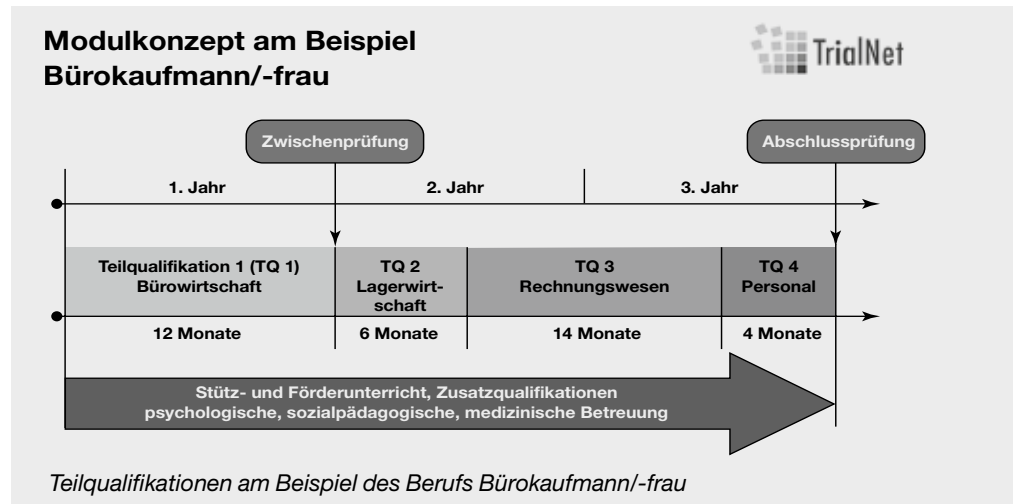 Modulkonzept am Beispiel
Bürokaufmann/-frau
TrialNet
Zwischenprüfung
Abschlussprüfung
1. Jahr
2. Jahr
3. Jahr
Teilqualifikation 1 (TQ 1)
Bürowirtschaft
TQ 2
Lagerwirt-
schaft
TQ 3
Rechnungswesen
TQ 4
Personal
12 Monate
6 Monate
14 Monate
4 Monate
Stütz- und Förderunterricht, Zusatzqualifikationen
psychologische, sozialpädagogische, medizinische Betreuung
Teilqualifikationen am Beispiel des Berufs Bürokaufmann/-frau